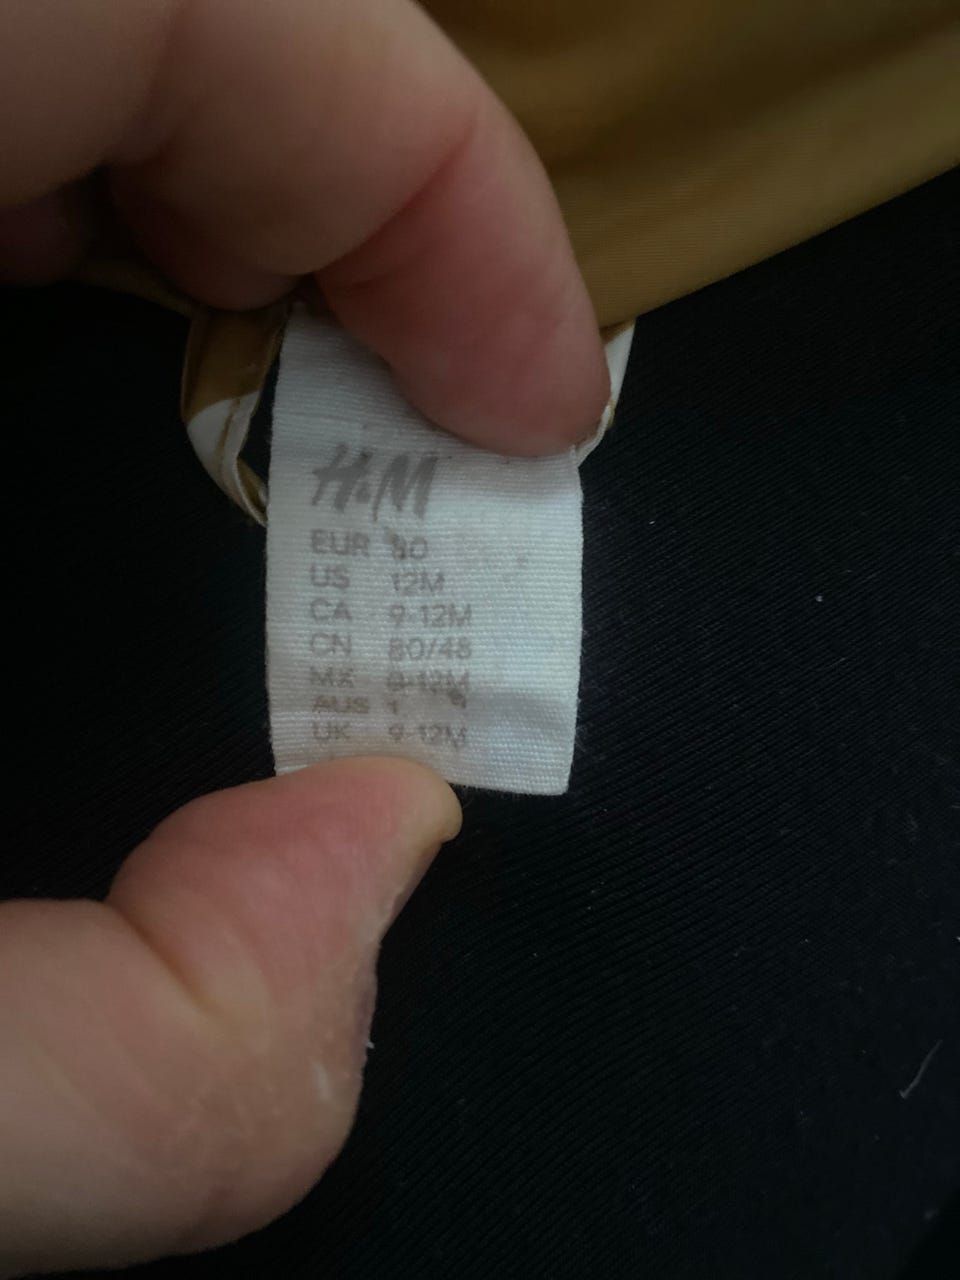 H&M
EUR 80
US 12M
CA 9-12M
CN 80/48
MX 9-12M
AUS 1
UK 9-12M